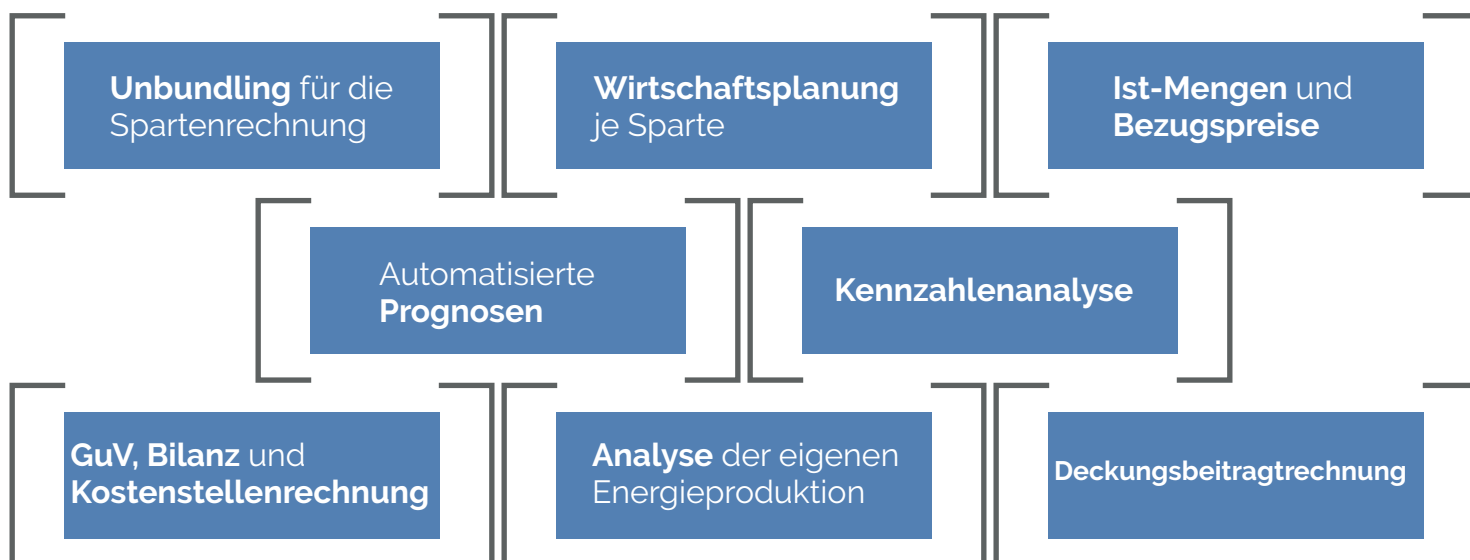 Unbundling für die
Spartenrechnung
Wirtschaftsplanung
je Sparte
Ist-Mengen und
Bezugspreise
Automatisierte
Prognosen
Kennzahlenanalyse
GuV, Bilanz und
Kostenstellenrechnung
Analyse der eigenen
Energieproduktion
Deckungsbeitragtrechnung